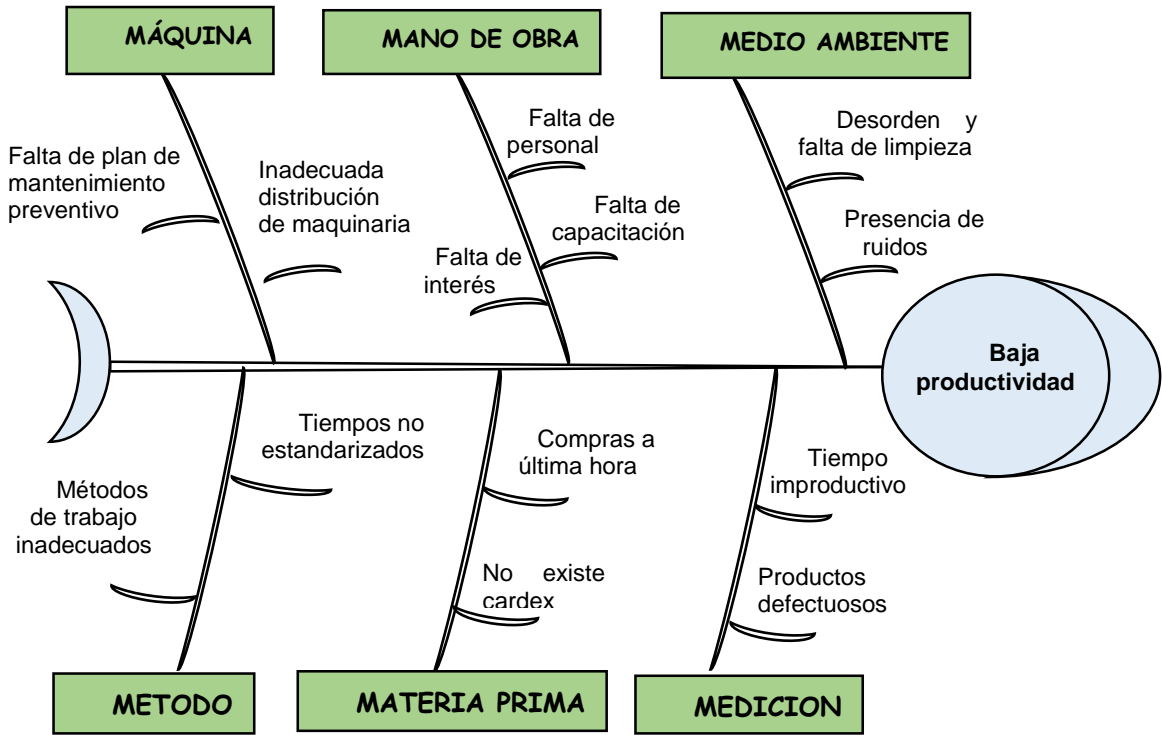 MÁQUINA
MANO DE OBRA
MEDIO AMBIENTE
Falta de plan de
mantenimiento
preventivo
Inadecuada
distribución
de maquinaria
Falta de
personal
Falta de
capacitación
Falta de
interés
Desorden y
falta de limpieza
Presencia de
ruidos
Baja
productividad
Métodos
de trabajo
inadecuados
Tiempos no
estandarizados
Compras a
última hora
No existe
cardex
Tiempo
improductivo
Productos
defectuosos
METODO
MATERIA PRIMA
MEDICION